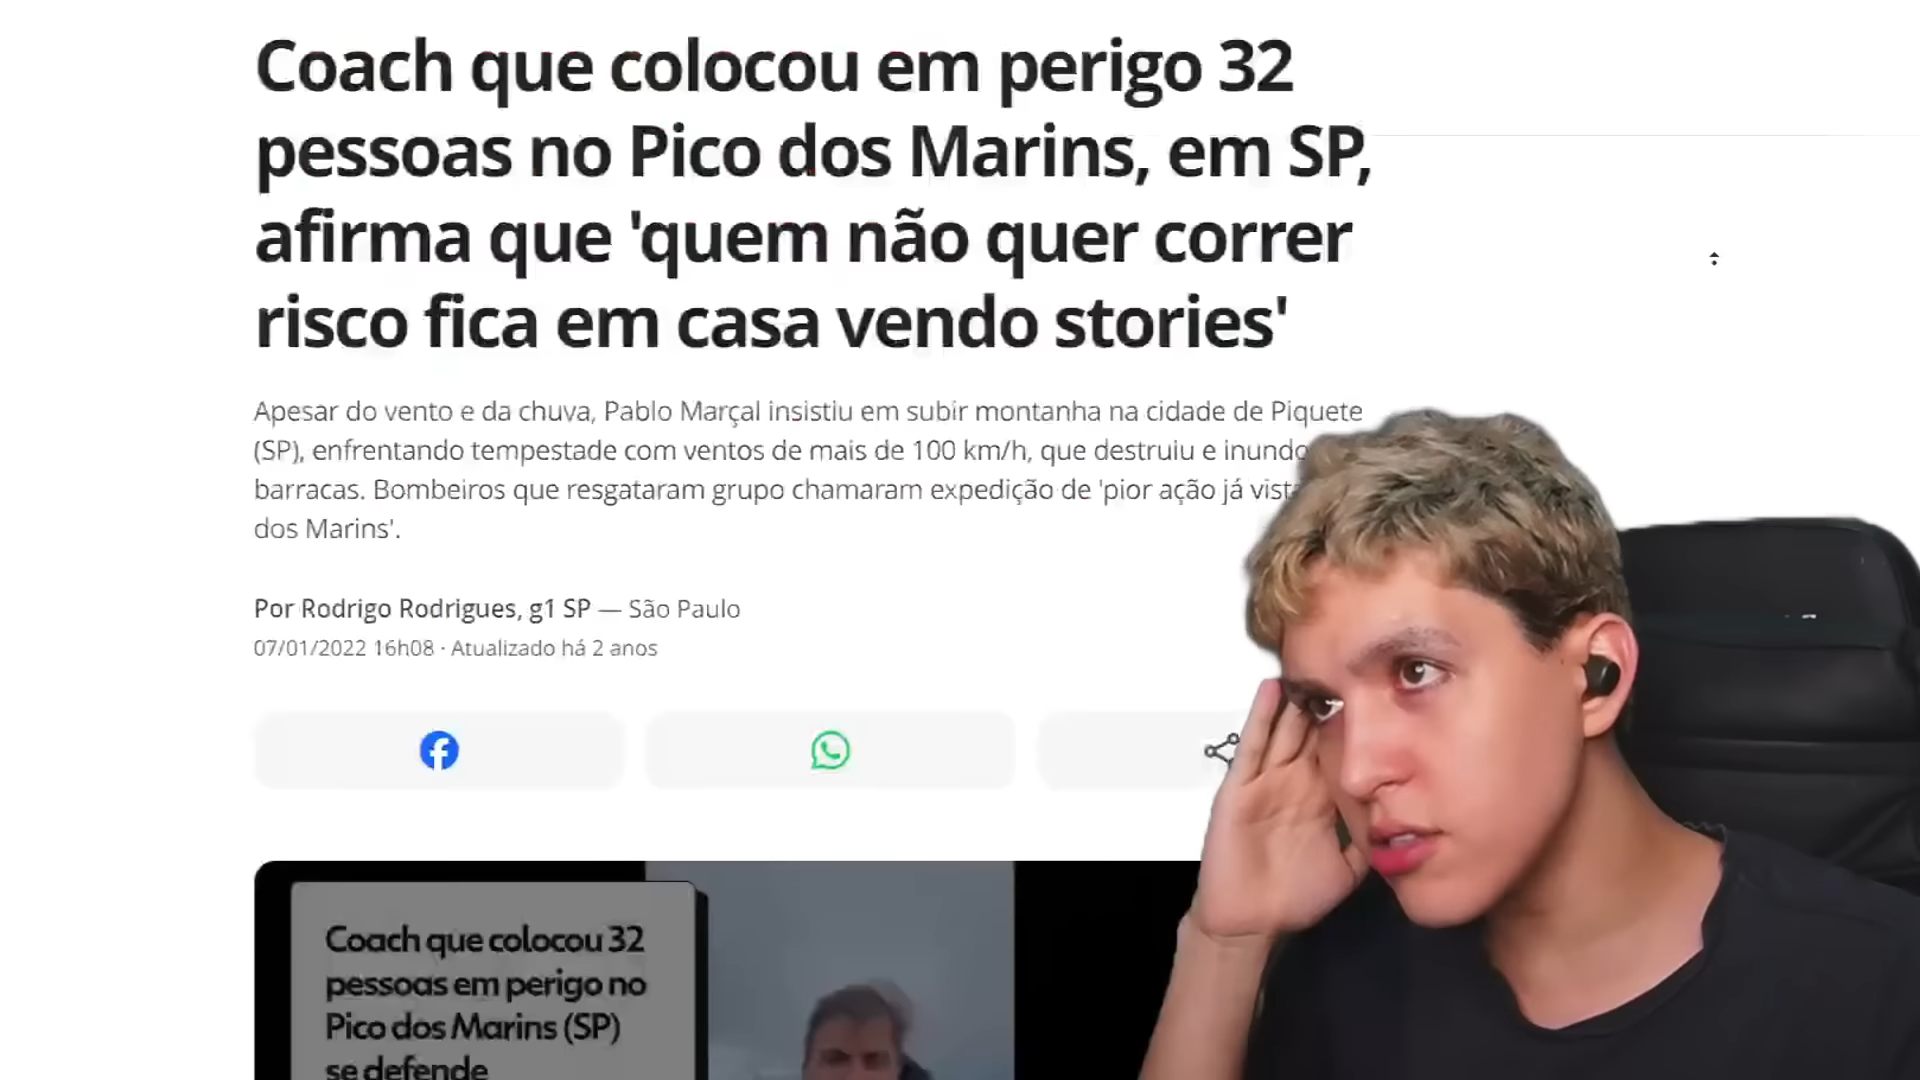 Coach que colocou em perigo 32
pessoas no Pico dos Marins, em SP,
afirma que 'quem não quer correr
risco fica em casa vendo stories'
Apesar do vento e da chuva, Pablo Marçal insistiu em subir montanha na cidade de Piquete
(SP), enfrentando tempestade com ventos de mais de 100 km/h, que destruiu e inundo
barracas. Bombeiros que resgataram grupo chamaram expedição de 'pior ação já vist
dos Marins'.
Por Rodrigo Rodrigues, g1 SP — São Paulo
07/01/2022 16h08 · Atualizado há 2 anos
Coach que colocou 32
pessoas em perigo no
Pico dos Marins (SP)
se defende